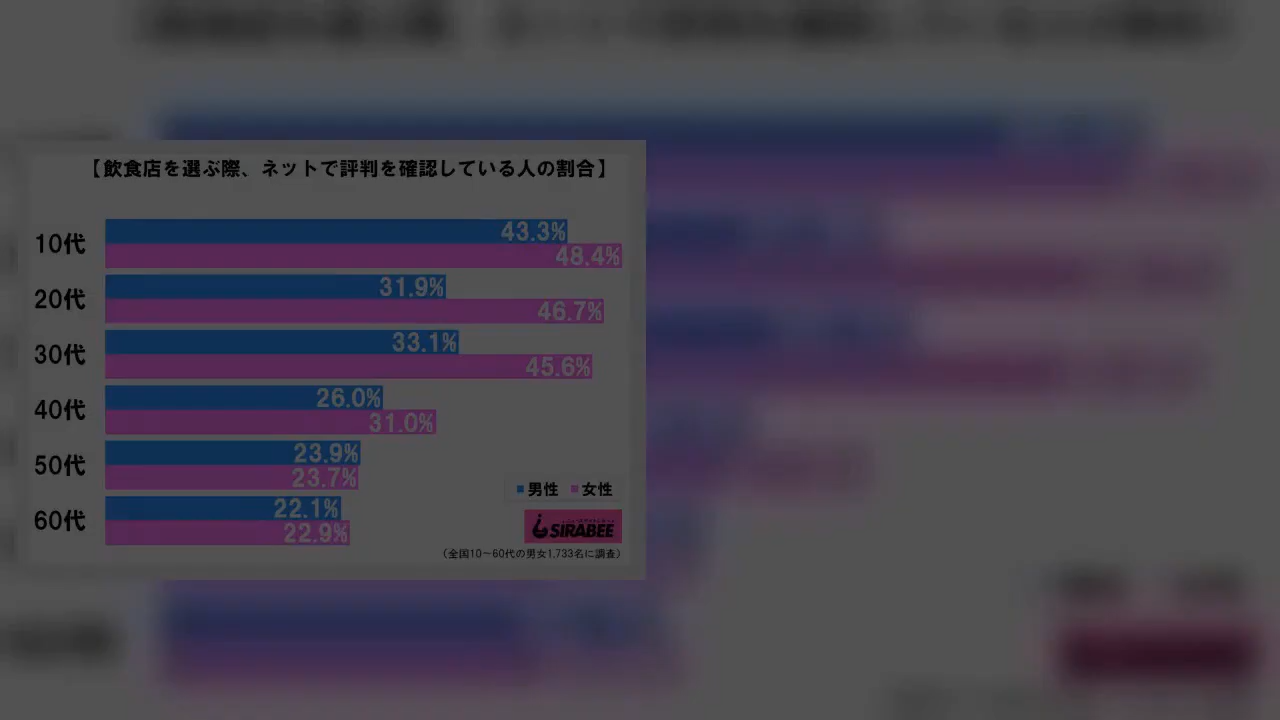 【飲食店を選ぶ際、ネットで評判を確認している人の割合】
10代
43.3%
48.4%
20代
31.9%
46.7%
30代
33.1%
45.6%
40代
26.0%
31.0%
50代
23.9%
23.7%
60代
22.1%
22.9%
男性 女性
SIRABEE
（全国10～60代の男女1,733名に調査）